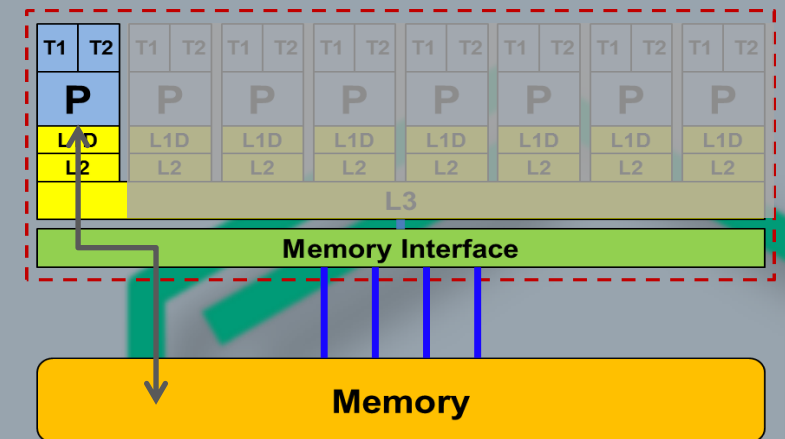 T1 T2 T1 T2 T1 T2 T1 T2 T1 T2 T1 T2 T1 T2 T1 T2
P P P P P P P P
L1D L1D L1D L1D L1D L1D L1D L1D
L2 L2 L2 L2 L2 L2 L2 L2
L3
Memory Interface
Memory